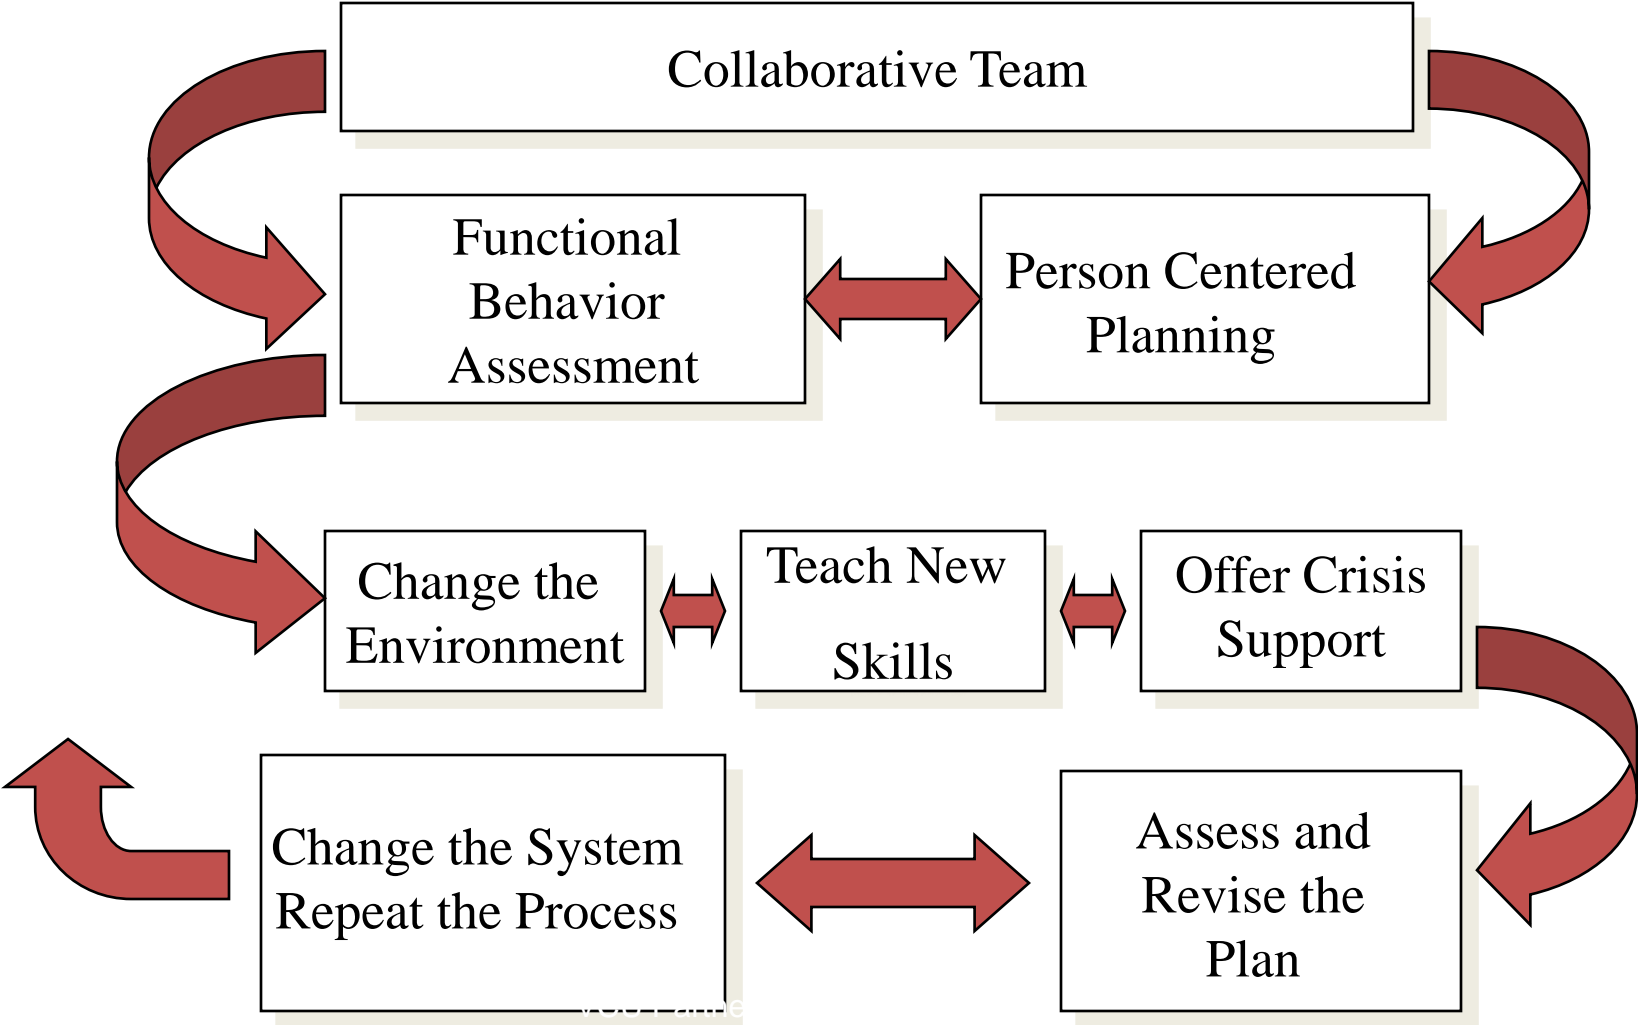 Collaborative Team
Functional
Behavior
Assessment
Person Centered
Planning
Change the
Environment
Teach New
Skills
Offer Crisis
Support
Change the System
Repeat the Process
Assess and
Revise the
Plan